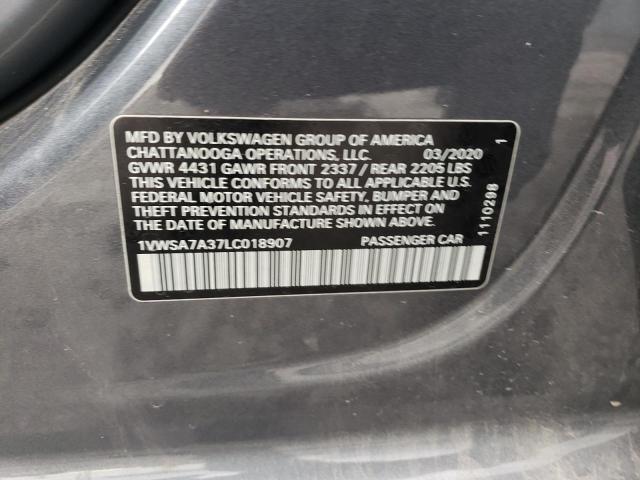 MFD BY VOLKSWAGEN GROUP OF AMERICA
CHATTANOOGA OPERATIONS, LLC. 03/2020
GVWR 4431 GAWR FRONT 2337 / REAR 2205 LBS
THIS VEHICLE CONFORMS TO ALL APPLICABLE U.S.
FEDERAL MOTOR VEHICLE SAFETY, BUMPER AND
THEFT PREVENTION STANDARDS IN EFFECT ON
THE DATE OF MANUFACTURE SHOWN ABOVE.
1VWSA7A37LC018907 PASSENGER CAR
1110288 1